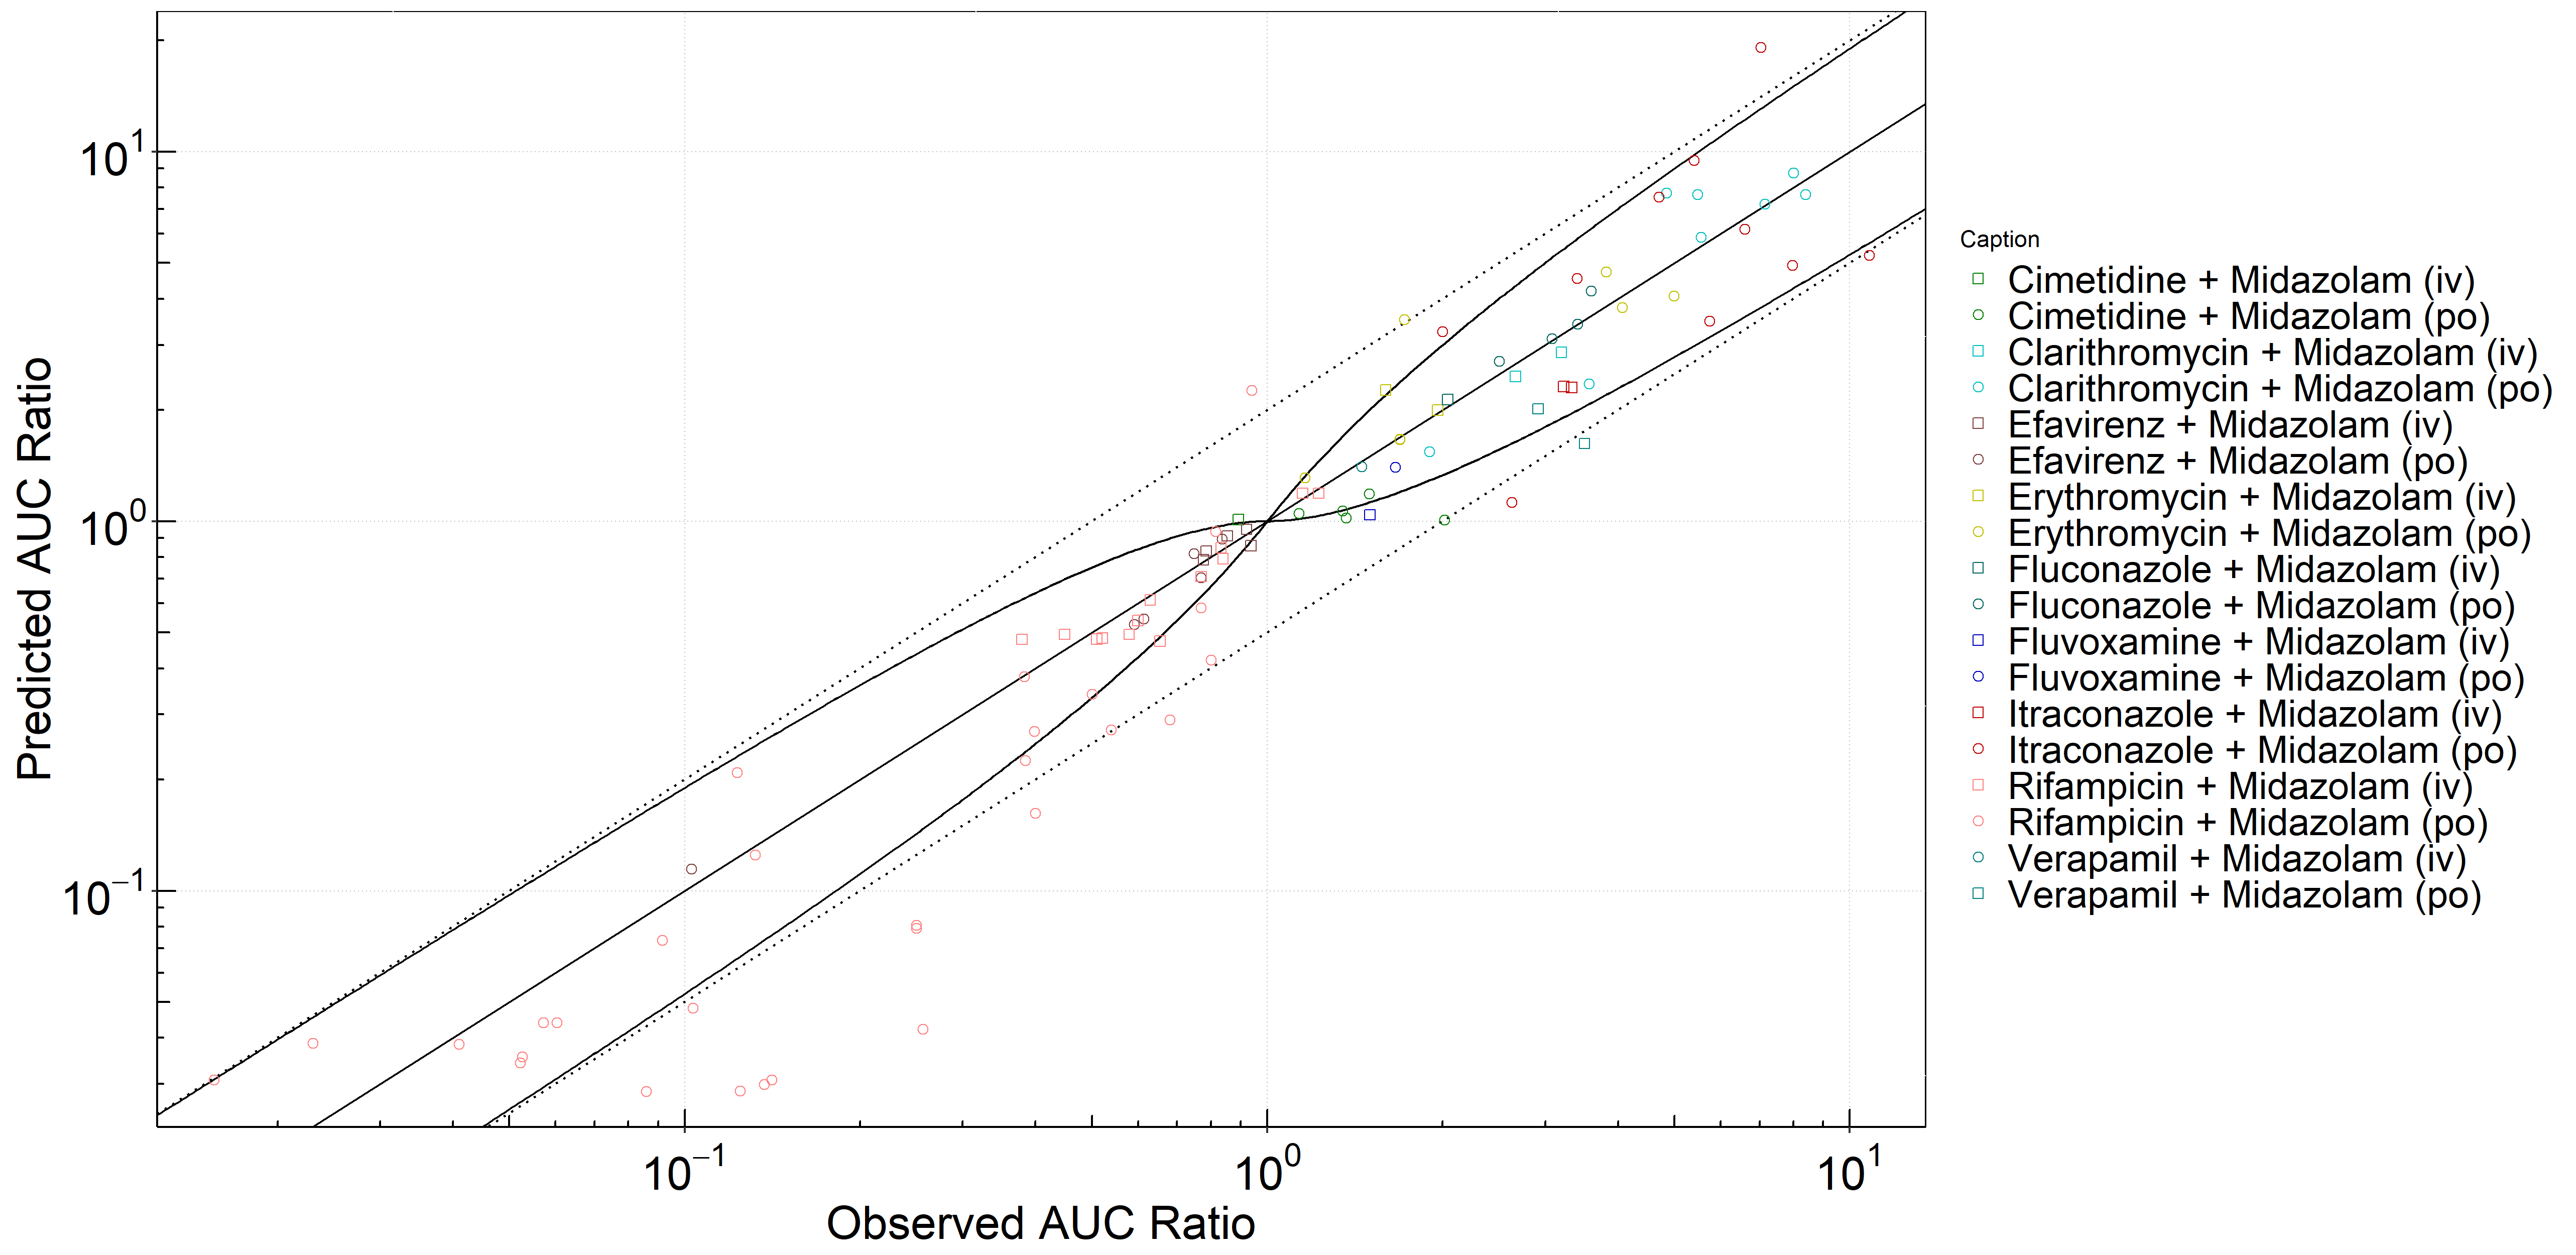 10^1
10^0
10^−1
Predicted AUC Ratio
10^−1
10^0
10^1
Observed AUC Ratio
Caption
Cimetidine + Midazolam (iv)
Cimetidine + Midazolam (po)
Clarithromycin + Midazolam (iv)
Clarithromycin + Midazolam (po)
Efavirenz + Midazolam (iv)
Efavirenz + Midazolam (po)
Erythromycin + Midazolam (iv)
Erythromycin + Midazolam (po)
Fluconazole + Midazolam (iv)
Fluconazole + Midazolam (po)
Fluvoxamine + Midazolam (iv)
Fluvoxamine + Midazolam (po)
Itraconazole + Midazolam (iv)
Itraconazole + Midazolam (po)
Rifampicin + Midazolam (iv)
Rifampicin + Midazolam (po)
Verapamil + Midazolam (iv)
Verapamil + Midazolam (po)